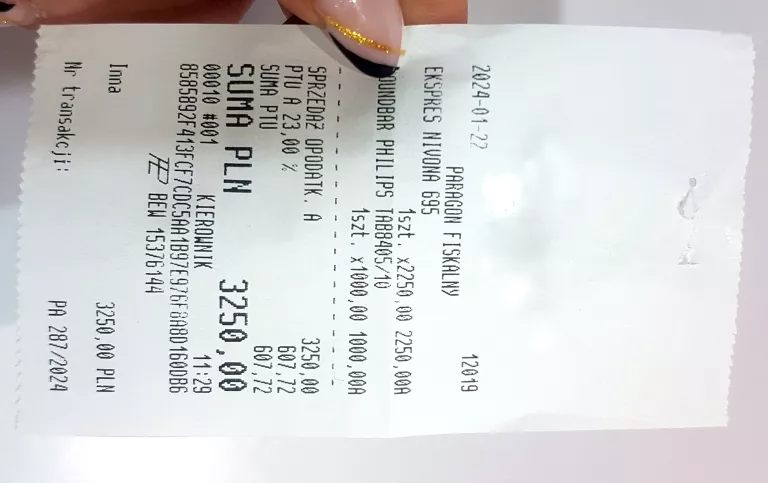 2024-01-22 12019
PARAGON FISKALNY
EKSPRES NIVONA 695
1szt. x2250,00 2250,00A
OUNDBAR PHILIPS TAB8405/10
1szt. x1000,00 1000,00A
SPRZEDAŻ OPODATK. A 3250,00
PTU A 23,00 % 607,72
SUMA PTU 607,72
SUMA PLN 3250,00
00010 #001 KIEROWNIK 11:29
8585892F413FCF7CDC5AA1B97E976F8A8D160DB6
BEW 15376144
Inna 3250,00 PLN
Nr transakcji: PA 287/2024